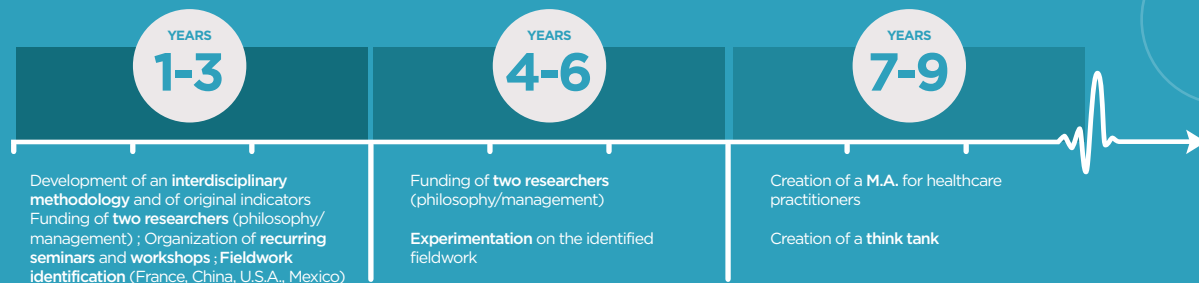 YEARS
1-3
Development of an interdisciplinary
methodology and of original indicators
Funding of two researchers (philosophy/
management) ; Organization of recurring
seminars and workshops ; Fieldwork
identification (France, China, U.S.A., Mexico)
YEARS
4-6
Funding of two researchers
(philosophy/management)
Experimentation on the identified
fieldwork
YEARS
7-9
Creation of a M.A. for healthcare
practitioners
Creation of a think tank